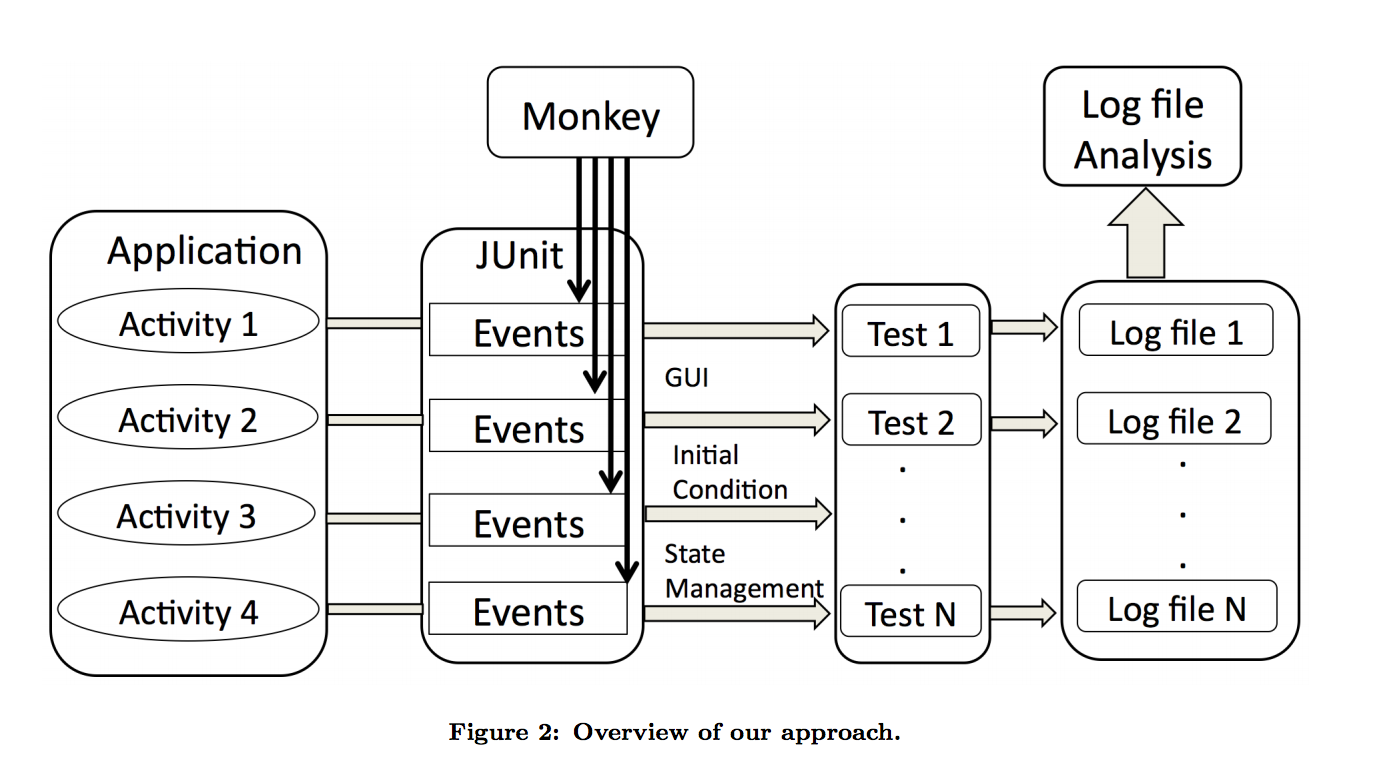 Monkey
Log file
Analysis
Application
Activity 1
Activity 2
Activity 3
Activity 4
JUnit
Events
Events
Events
Events
GUI
Initial
Condition
State
Management
Test 1
Test 2
.
.
.
Test N
Log file 1
Log file 2
.
.
.
Log file N
Figure 2: Overview of our approach.